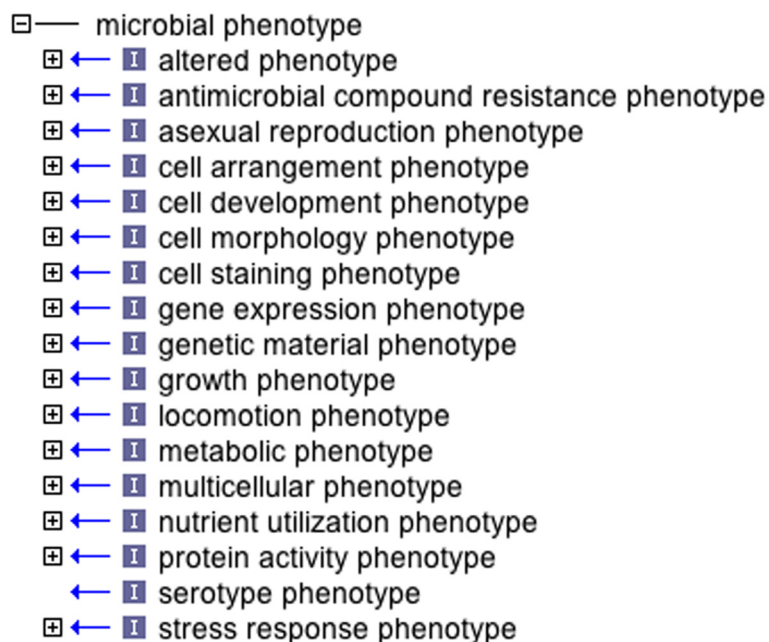 microbial phenotype
I altered phenotype
I antimicrobial compound resistance phenotype
I asexual reproduction phenotype
I cell arrangement phenotype
I cell development phenotype
I cell morphology phenotype
I cell staining phenotype
I gene expression phenotype
I genetic material phenotype
I growth phenotype
I locomotion phenotype
I metabolic phenotype
I multicellular phenotype
I nutrient utilization phenotype
I protein activity phenotype
I serotype phenotype
I stress response phenotype